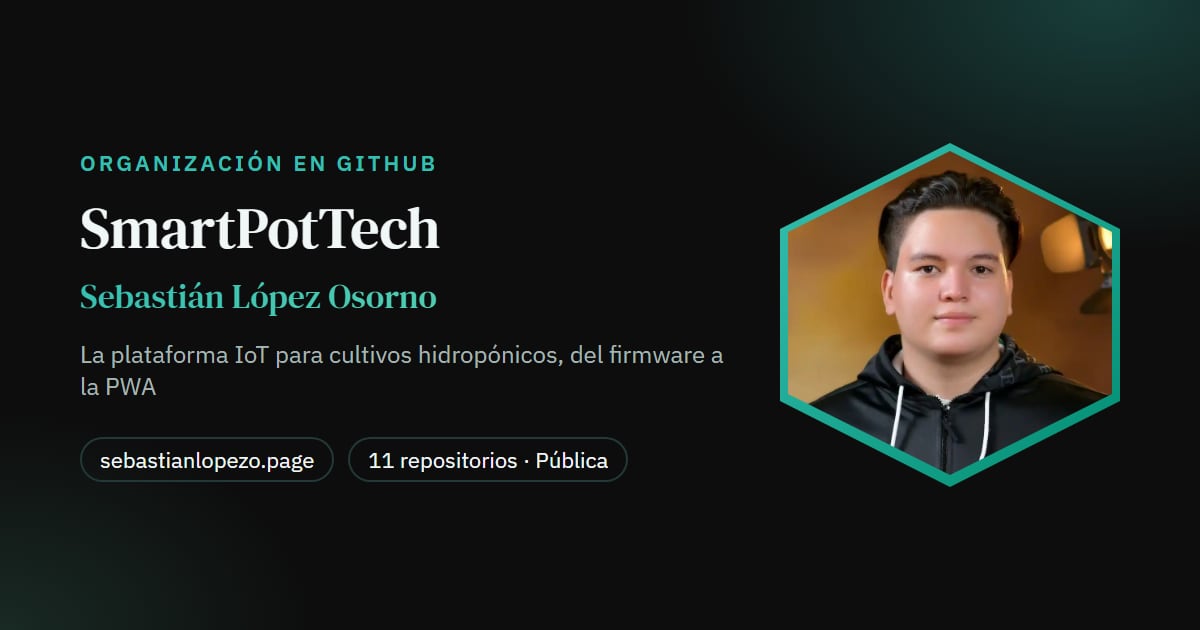 ORGANIZACIÓN EN GITHUB
SmartPotTech
Sebastián López Osorno
La plataforma IoT para cultivos hidropónicos, del firmware a
la PWA
sebastianlopezo.page
11 repositorios · Pública